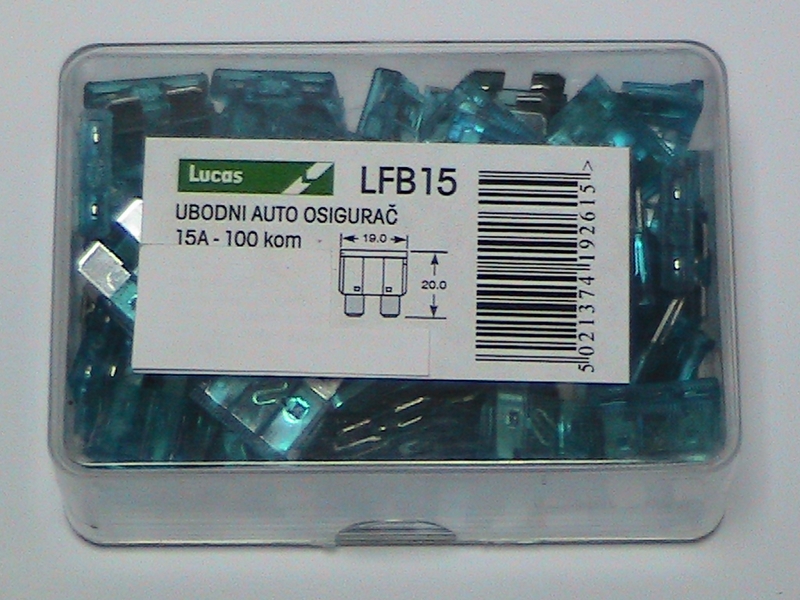 Lucas
LFB15
UBODNI AUTO OSIGURAČ
15A - 100 kom
19.0
20.0
5 021374 192615 >